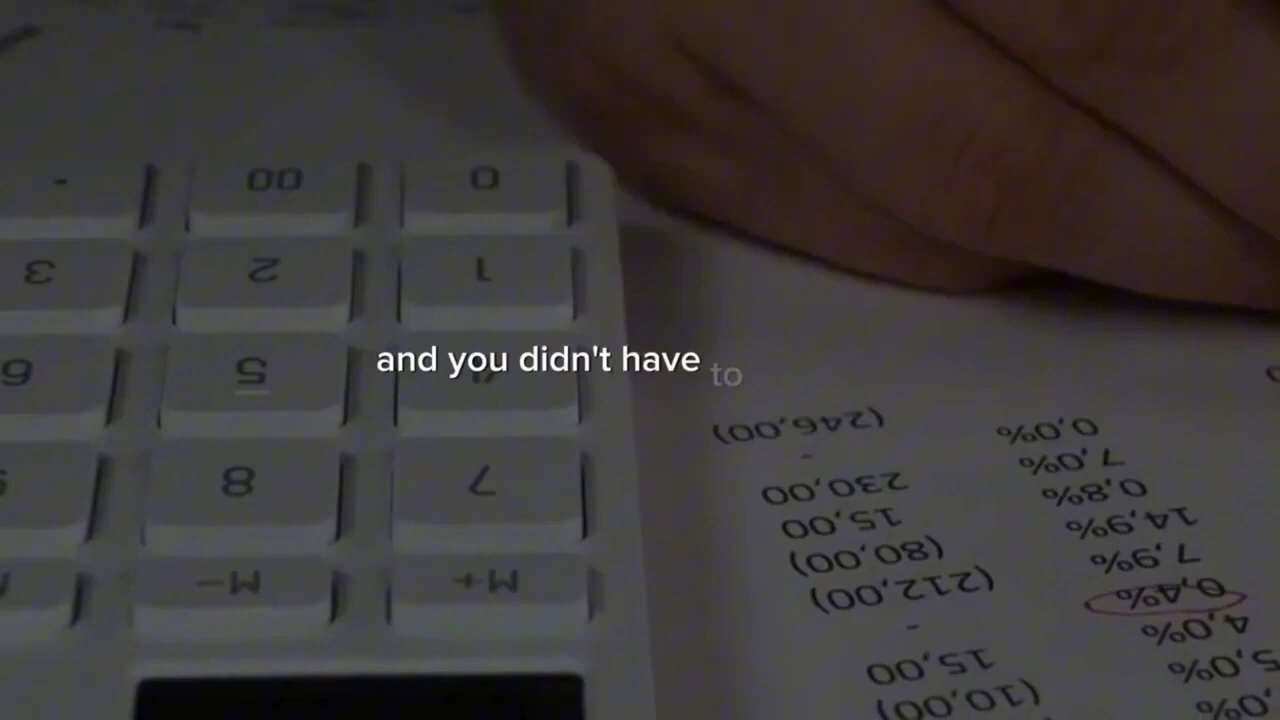 and you didn't have to
(10,00)
5,0% 15,00
4,0% -
0,4% (212,00)
7,9% (80,00)
14,9% 15,00
0,8% 230,00
7,0% -
0,0% (246,00)
M+ M−
7 8 9
5 6
1 2 3
0 00 .